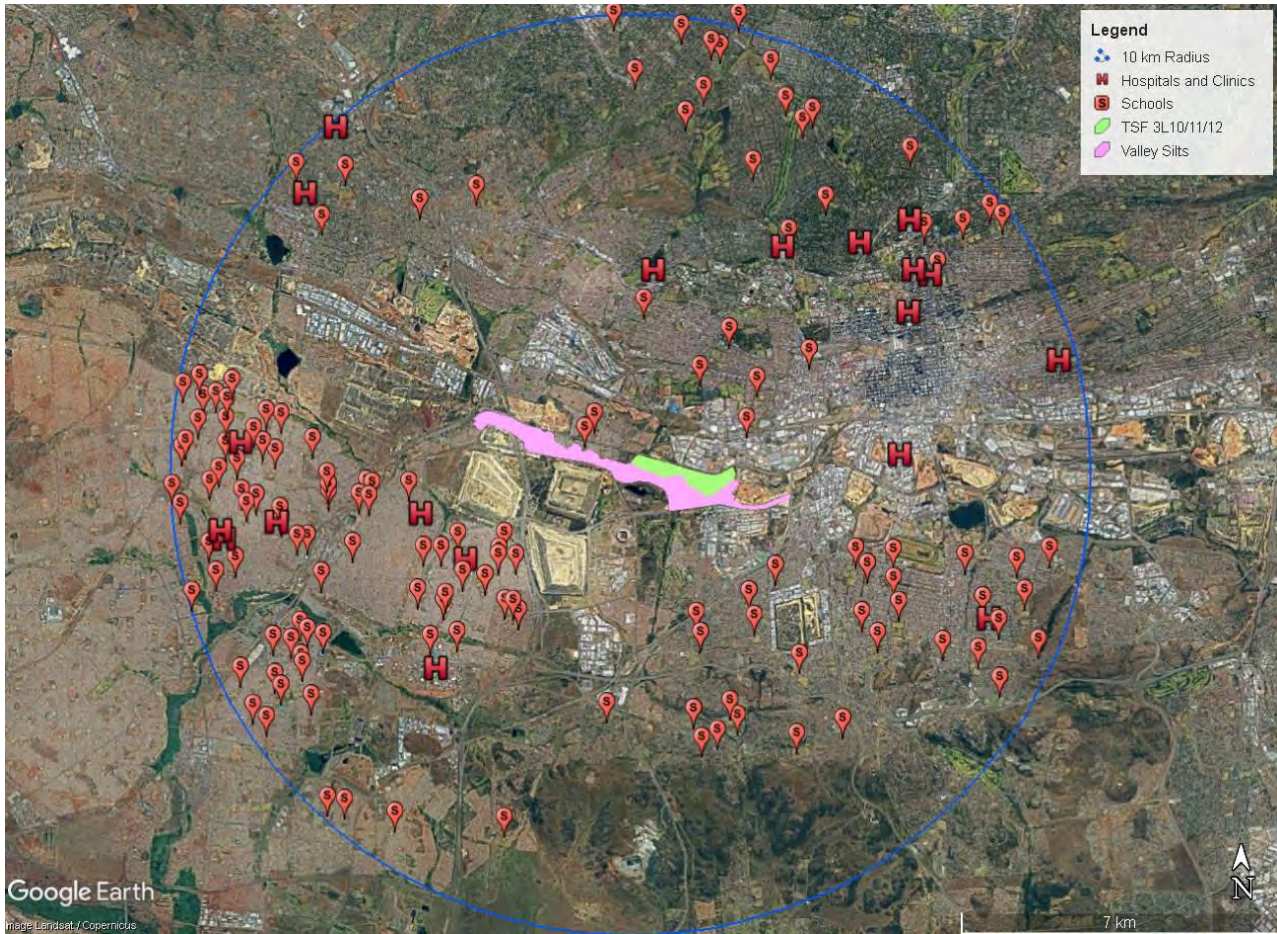 Legend
10 km Radius
H Hospitals and Clinics
S Schools
TSF 3L10/11/12
Valley Silts
Google Earth
N
mage Landsat / Copernicus
7 km